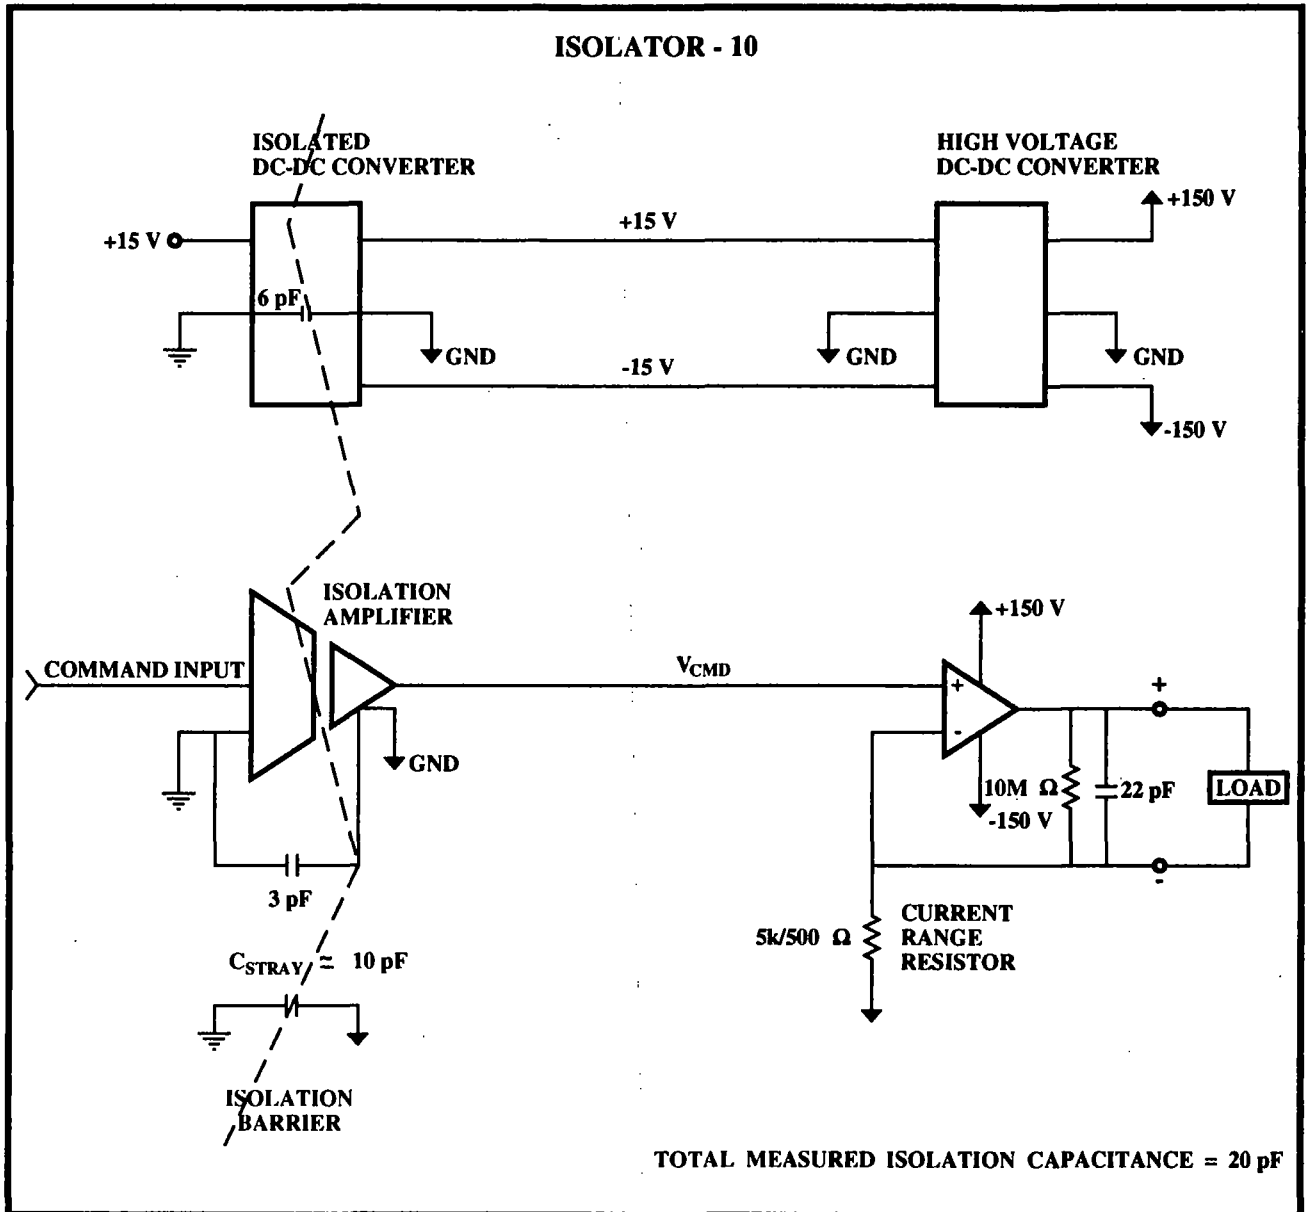 ISOLATOR - 10
ISOLATED
DC-DC CONVERTER
HIGH VOLTAGE
DC-DC CONVERTER
+150 V
+15 V
+15 V
6 pF
GND
GND
GND
-15 V
-150 V
ISOLATION
AMPLIFIER
+150 V
COMMAND INPUT
VCMD
+
+
-
GND
10M Ω
22 pF
LOAD
-150 V
3 pF
-
5k/500 Ω
CURRENT
RANGE
RESISTOR
CSTRAY ≃ 10 pF
ISOLATION
BARRIER
TOTAL MEASURED ISOLATION CAPACITANCE = 20 pF